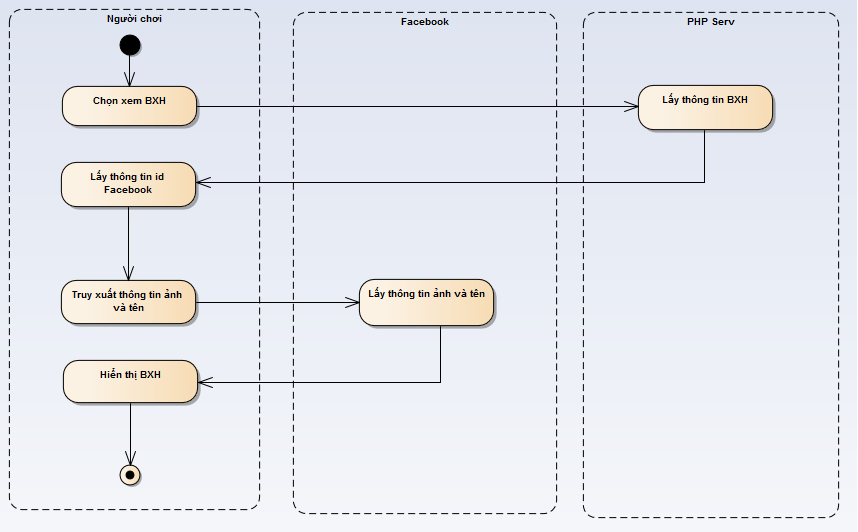 Người chơi
Facebook
PHP Serv
Chọn xem BXH
Lấy thông tin BXH
Lấy thông tin id
Facebook
Truy xuất thông tin ảnh
và tên
Lấy thông tin ảnh và tên
Hiển thị BXH